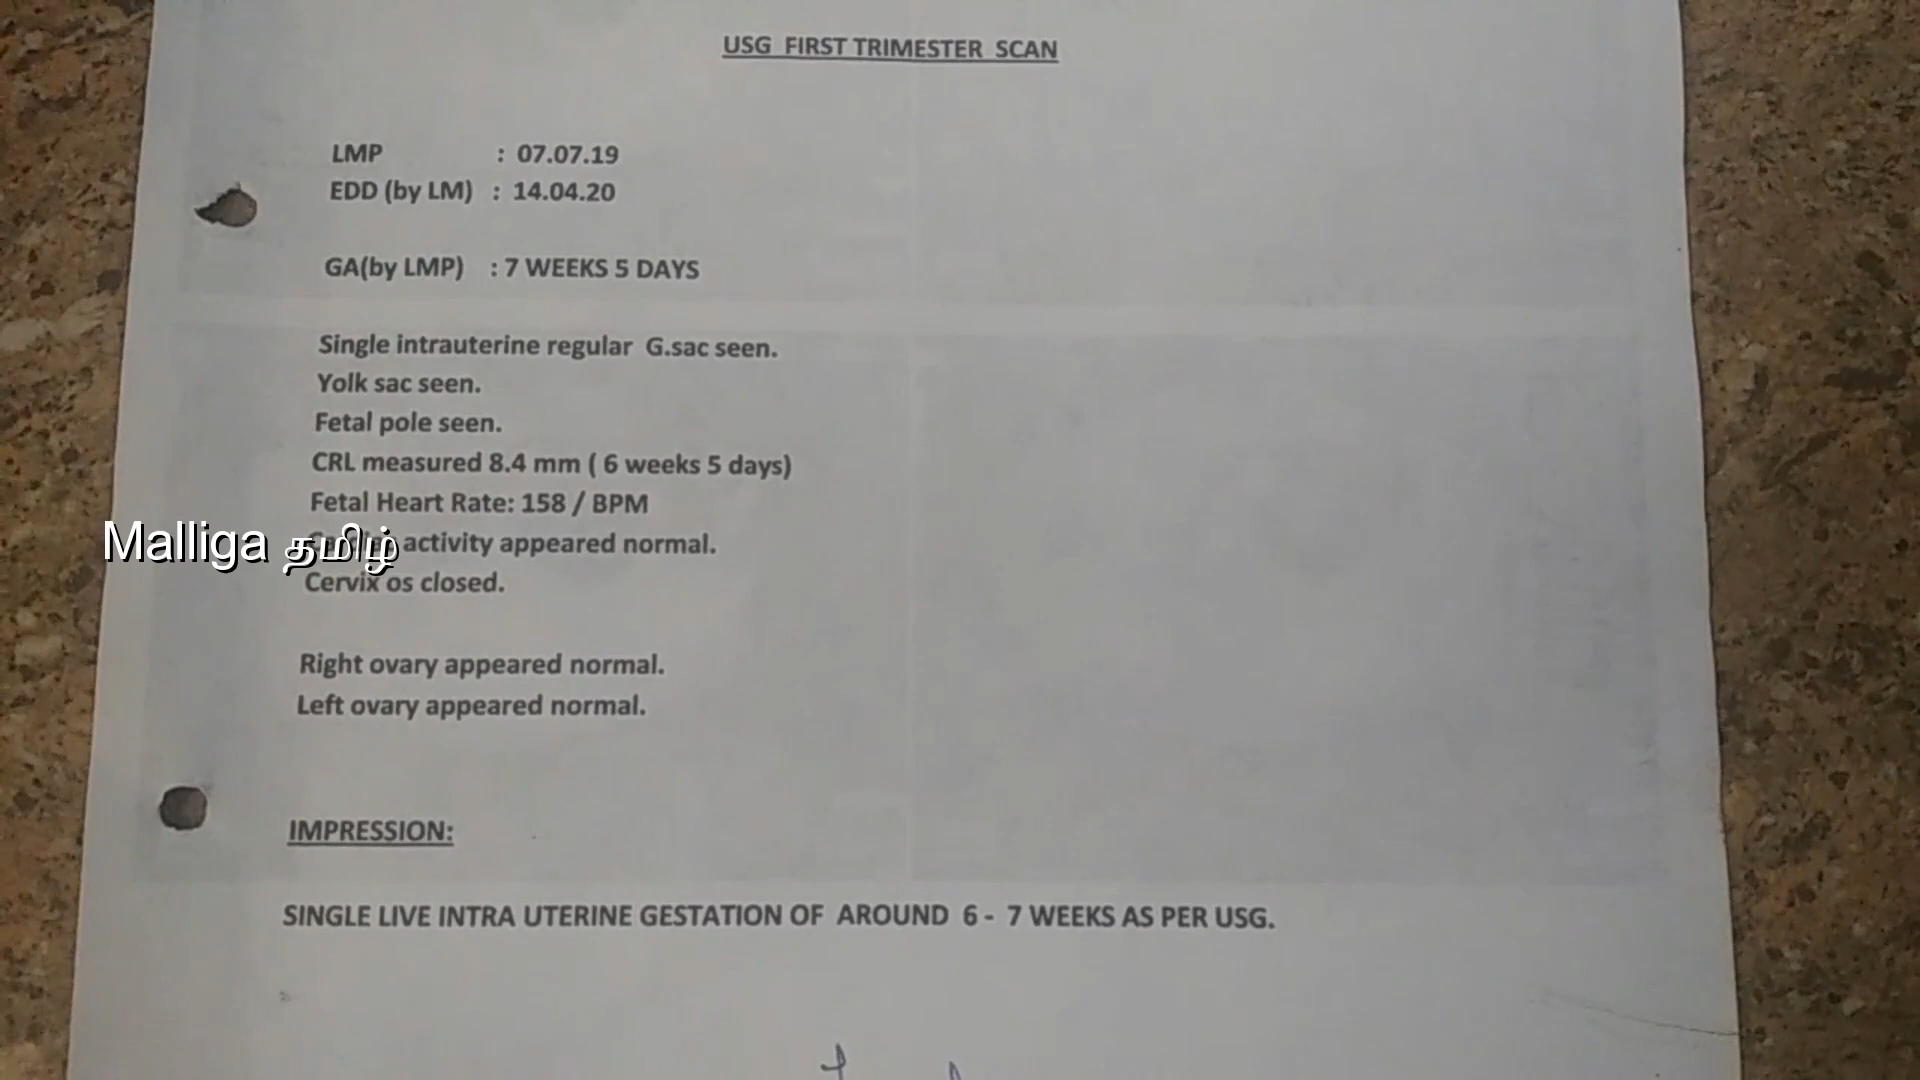 USG FIRST TRIMESTER SCAN
LMP : 07.07.19
EDD (by LM) : 14.04.20
GA(by LMP) : 7 WEEKS 5 DAYS
Single intrauterine regular G.sac seen.
Yolk sac seen.
Fetal pole seen.
CRL measured 8.4 mm ( 6 weeks 5 days)
Fetal Heart Rate: 158 / BPM
Malliga தமிழ்
activity appeared normal.
Cervix os closed.
Right ovary appeared normal.
Left ovary appeared normal.
IMPRESSION:
SINGLE LIVE INTRA UTERINE GESTATION OF AROUND 6 - 7 WEEKS AS PER USG.